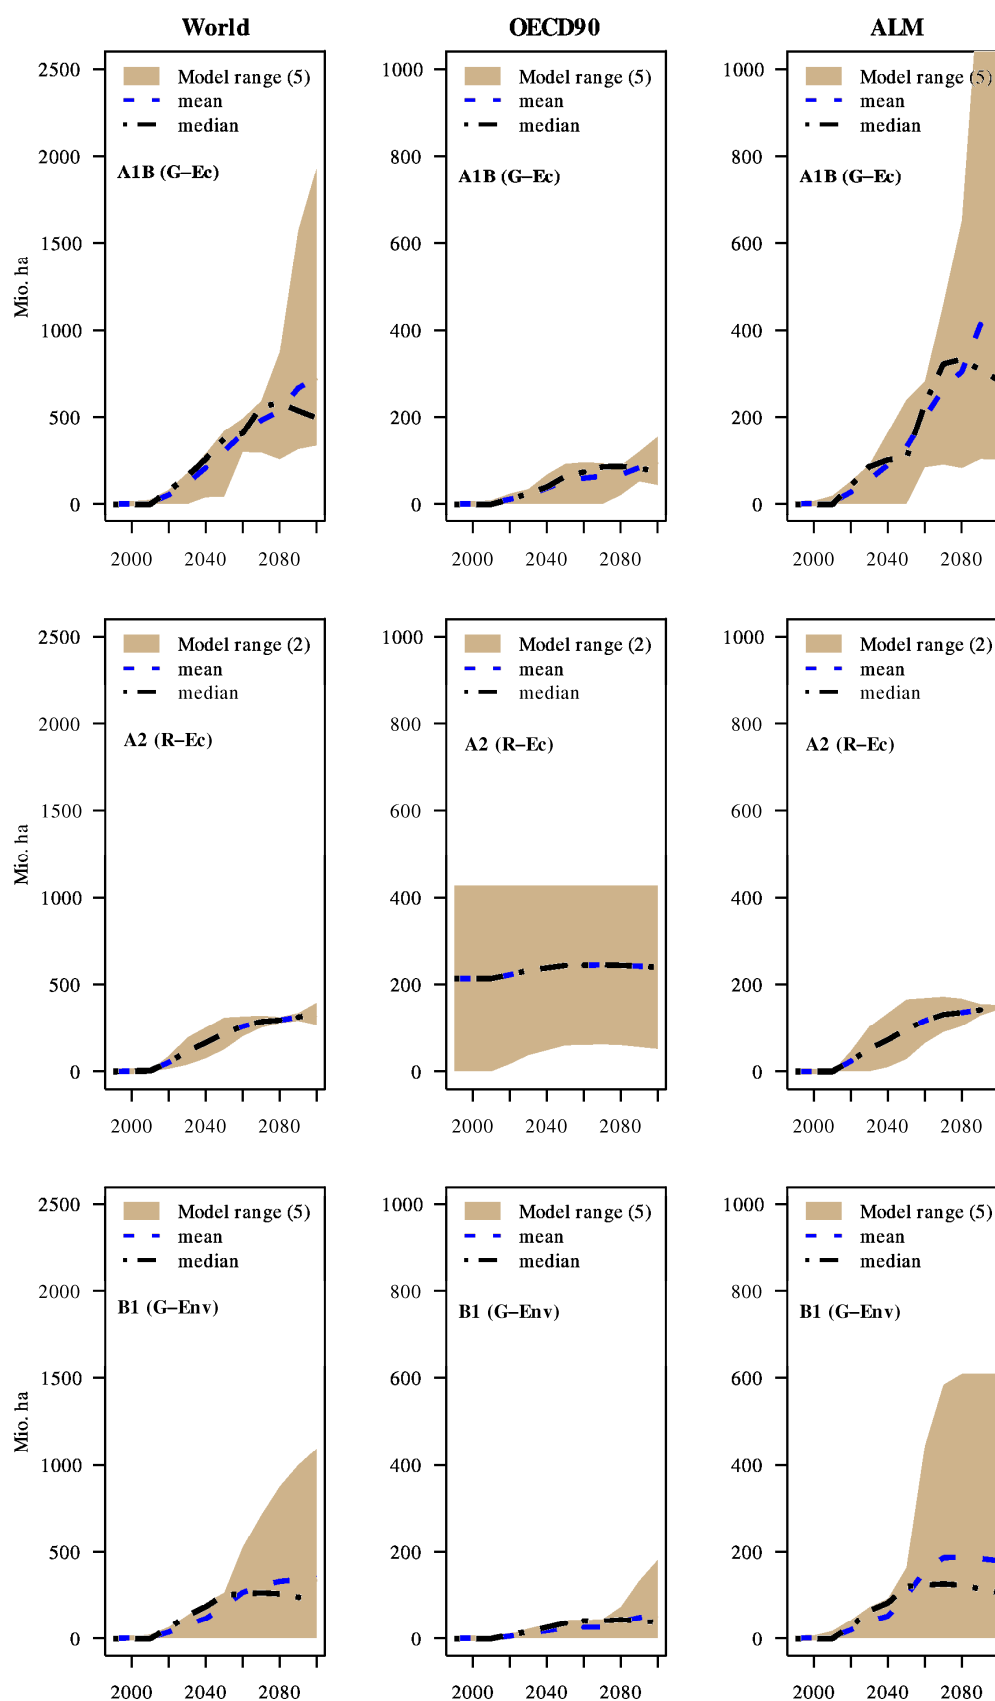 World OECD90 ALM
2500 1000 1000
Model range (5) Model range (5) Model range (5)
mean mean mean
median median median
2000 800 800
A1B (G–Ec) A1B (G–Ec) A1B (G–Ec)
1500 600 600
Mio. ha
1000 400 400
500 200 200
0 0 0
2000 2040 2080 2000 2040 2080 2000 2040 2080
2500 1000 1000
Model range (2) Model range (2) Model range (2)
mean mean mean
median median median
2000 800 800
A2 (R–Ec) A2 (R–Ec) A2 (R–Ec)
1500 600 600
Mio. ha
1000 400 400
500 200 200
0 0 0
2000 2040 2080 2000 2040 2080 2000 2040 2080
2500 1000 1000
Model range (5) Model range (5) Model range (5)
mean mean mean
median median median
2000 800 800
B1 (G–Env) B1 (G–Env) B1 (G–Env)
1500 600 600
Mio. ha
1000 400 400
500 200 200
0 0 0
2000 2040 2080 2000 2040 2080 2000 2040 2080